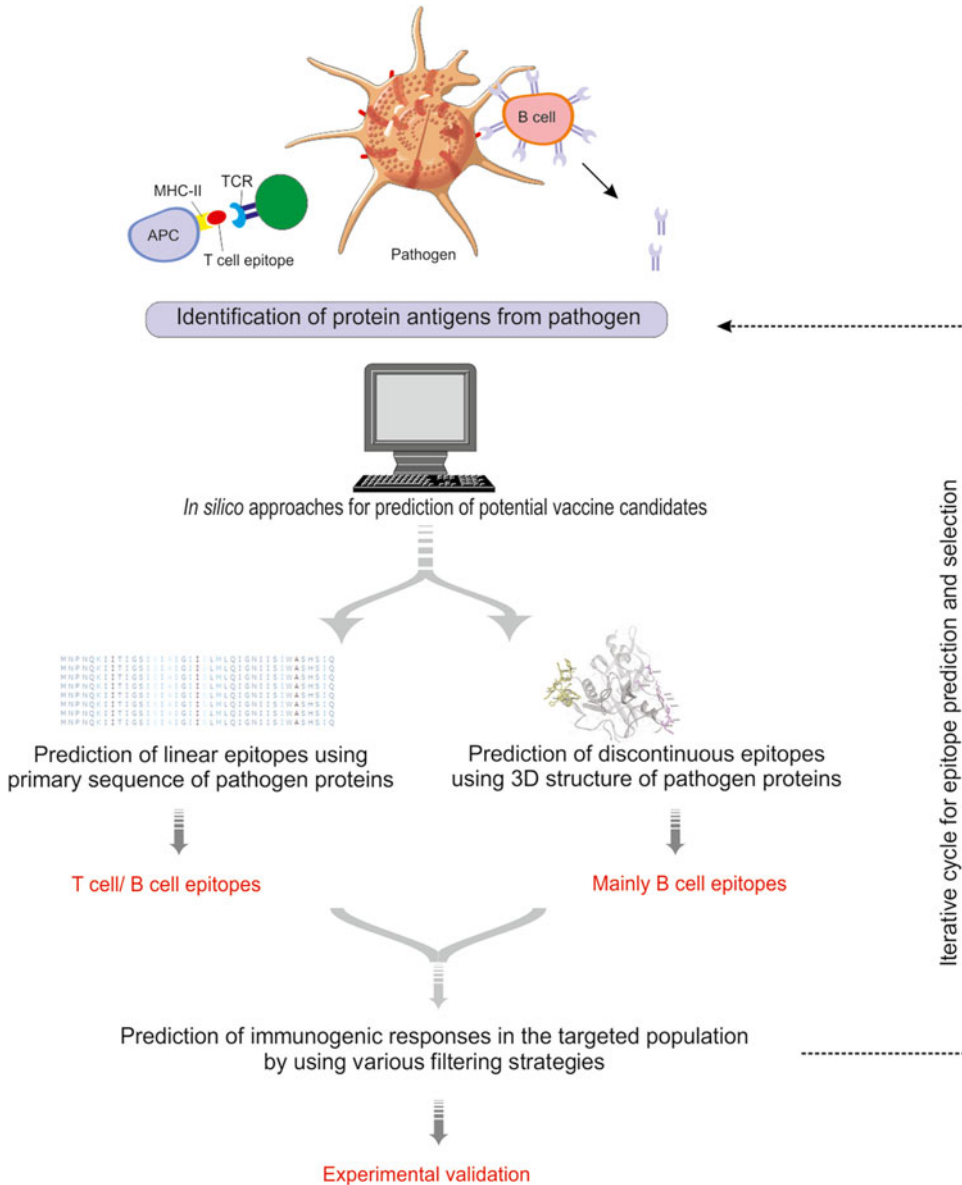 B cell
TCR
MHC-II
APC
T cell epitope
Pathogen
Identification of protein antigens from pathogen
In silico approaches for prediction of potential vaccine candidates
Prediction of linear epitopes using
primary sequence of pathogen proteins
Prediction of discontinuous epitopes
using 3D structure of pathogen proteins
T cell/ B cell epitopes
Mainly B cell epitopes
Prediction of immunogenic responses in the targeted population
by using various filtering strategies
Experimental validation
Iterative cycle for epitope prediction and selection